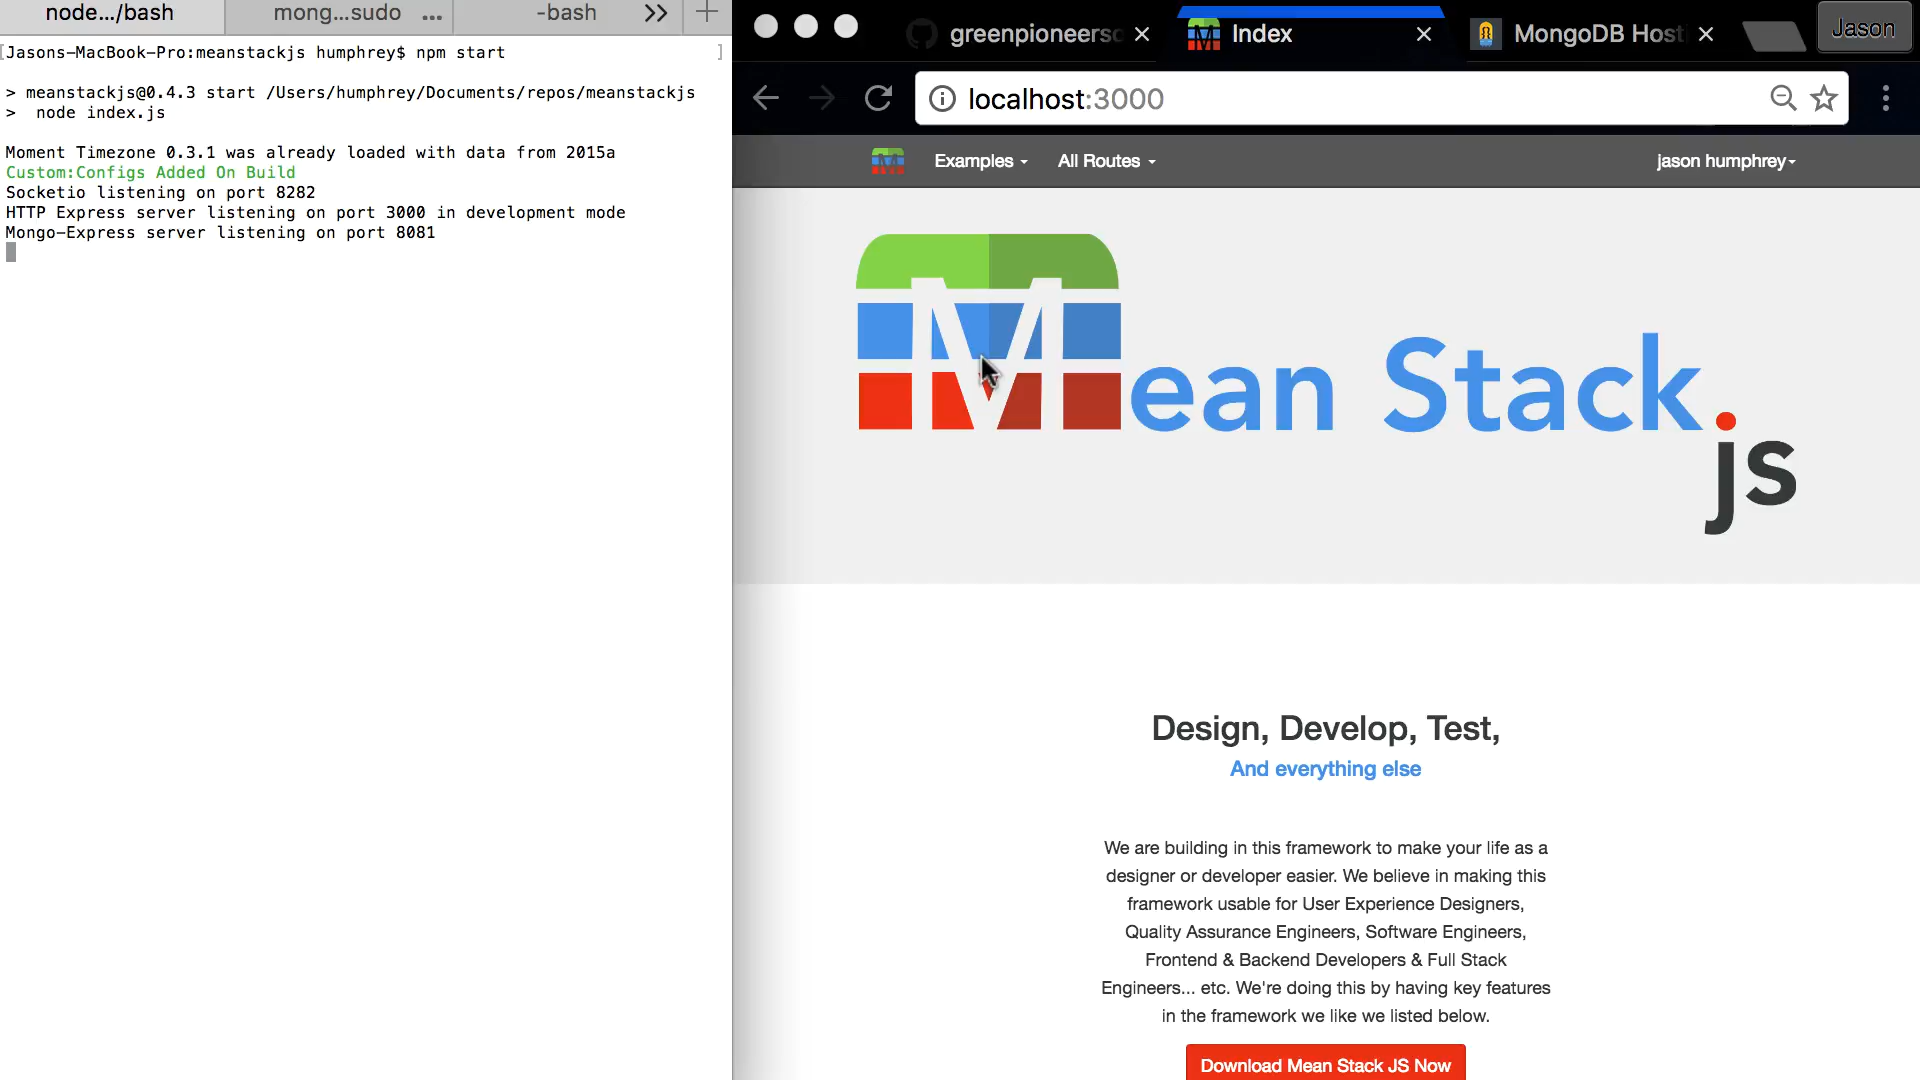 node.../bash
mong...sudo ...
-bash
Jasons-MacBook-Pro:meanstackjs humphrey$ npm start
> meanstackjs@0.4.3 start /Users/humphrey/Documents/repos/meanstackjs
> node index.js
Moment Timezone 0.3.1 was already loaded with data from 2015a
Custom:Configs Added On Build
Socketio listening on port 8282
HTTP Express server listening on port 3000 in development mode
Mongo-Express server listening on port 8081
greenpioneersc
Index
MongoDB Hosti
Jason
localhost:3000
Examples
All Routes
jason humphrey
Mean Stack.js
Design, Develop, Test,
And everything else
We are building in this framework to make your life as a
designer or developer easier. We believe in making this
framework usable for User Experience Designers,
Quality Assurance Engineers, Software Engineers,
Frontend & Backend Developers & Full Stack
Engineers... etc. We're doing this by having key features
in the framework we like we listed below.
Download Mean Stack JS Now